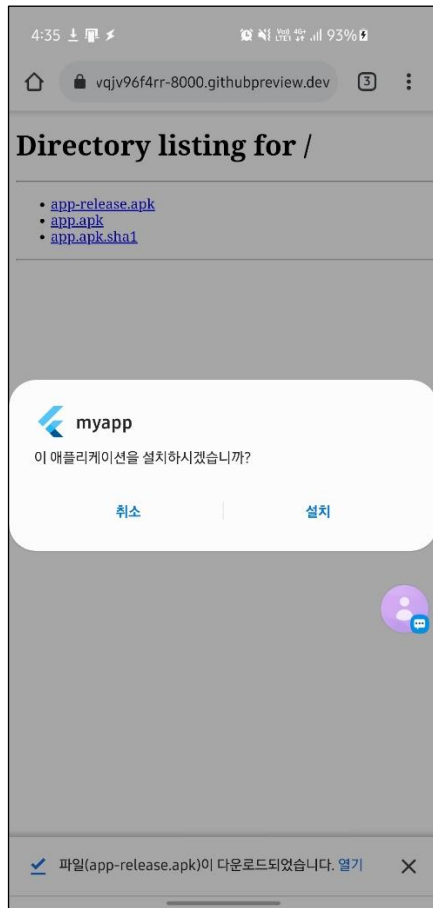 4:35
Vo))
LTE1
4G+
93%
vqjv96f4rr-8000.githubpreview.dev
3
Directory listing for /
app-release.apk
app.apk
app.apk.sha1
myapp
이 애플리케이션을 설치하시겠습니까?
취소 설치
파일(app-release.apk)이 다운로드되었습니다. 열기